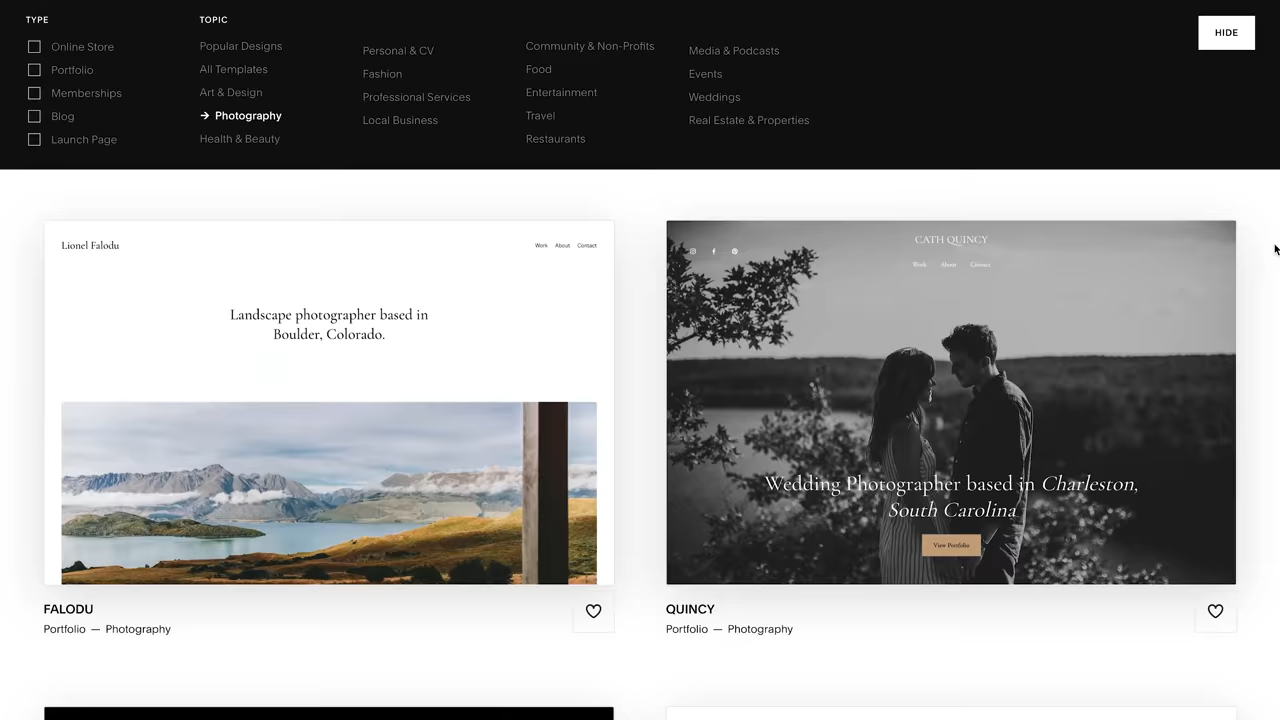 TYPE
Online Store
Portfolio
Memberships
Blog
Launch Page
TOPIC
Popular Designs
All Templates
Art & Design
→ Photography
Health & Beauty
Personal & CV
Fashion
Professional Services
Local Business
Community & Non-Profits
Food
Entertainment
Travel
Restaurants
Media & Podcasts
Events
Weddings
Real Estate & Properties
HIDE
Lionel Falodu
Work About Contact
Landscape photographer based in
Boulder, Colorado.
FALODU
Portfolio — Photography
CATH QUINCY
Work About Contact
Wedding Photographer based in Charleston,
South Carolina
View Portfolio
QUINCY
Portfolio — Photography